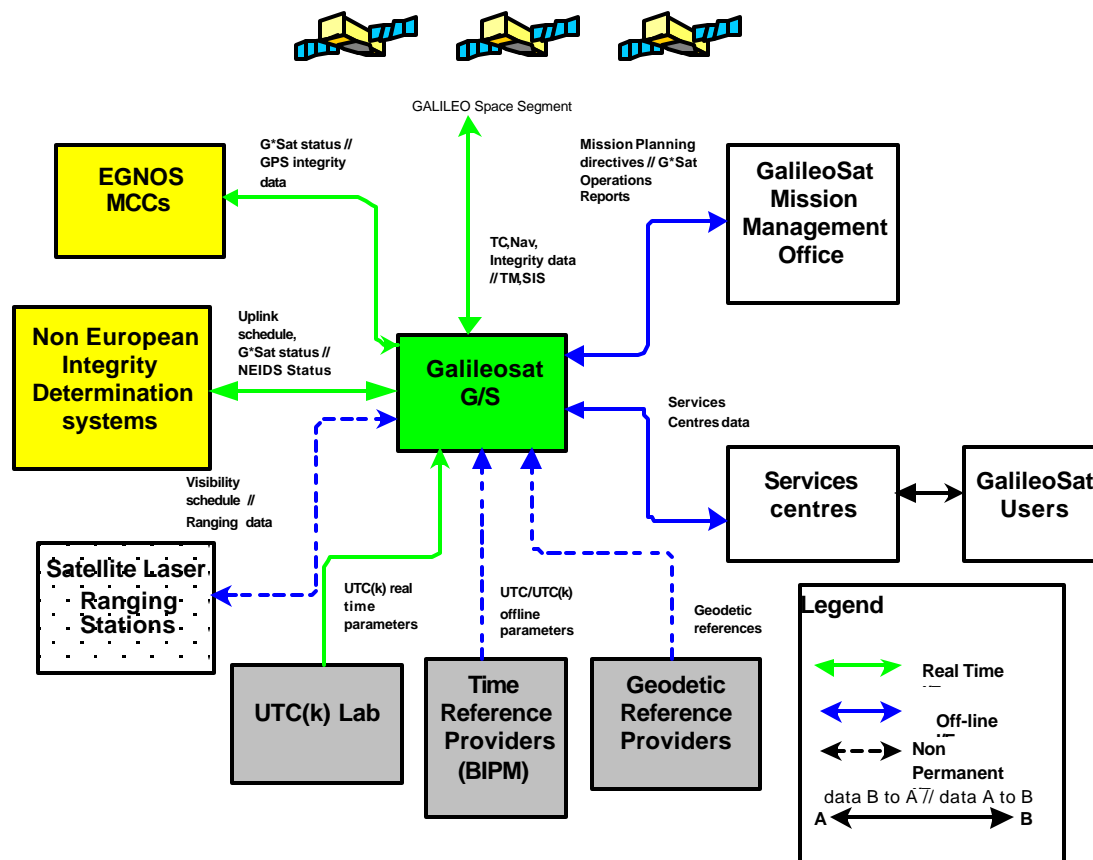 GALILEO Space Segment
G*Sat status //
GPS integrity
data
Mission Planning
directives // G*Sat
Operations
Reports
EGNOS
MCCs
GalileoSat
Mission
Management
Office
TC,Nav,
Integrity data
//TM,SIS
Non European
Integrity
Determination
systems
Uplink
schedule,
G*Sat status //
NEIDS Status
Galileosat
G/S
Services
Centres data
Visibility
schedule //
Ranging data
Services
centres
GalileoSat
Users
Satellite Laser
Ranging
Stations
UTC(k) real
time
parameters
UTC/UTC(k)
offline
parameters
Geodetic
references
UTC(k) Lab
Time
Reference
Providers
(BIPM)
Geodetic
Reference
Providers
Legend
Real Time
Off-line
Non
Permanent
data B to A // data A to B
A B